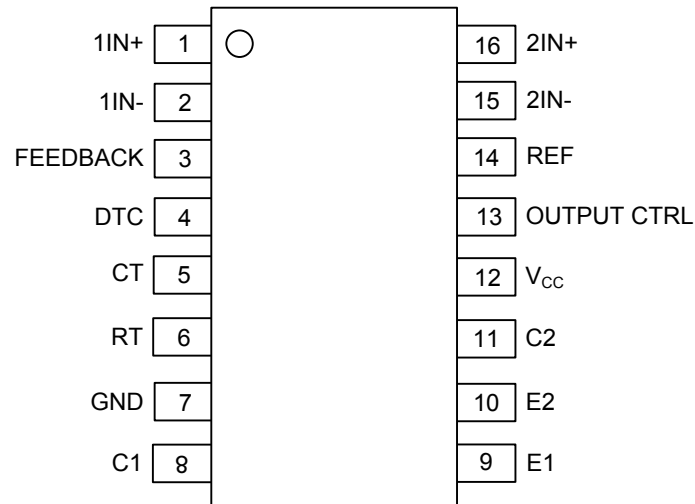 1IN+ 1 16 2IN+
1IN- 2 15 2IN-
FEEDBACK 3 14 REF
DTC 4 13 OUTPUT CTRL
CT 5 12 VCC
RT 6 11 C2
GND 7 10 E2
C1 8 9 E1